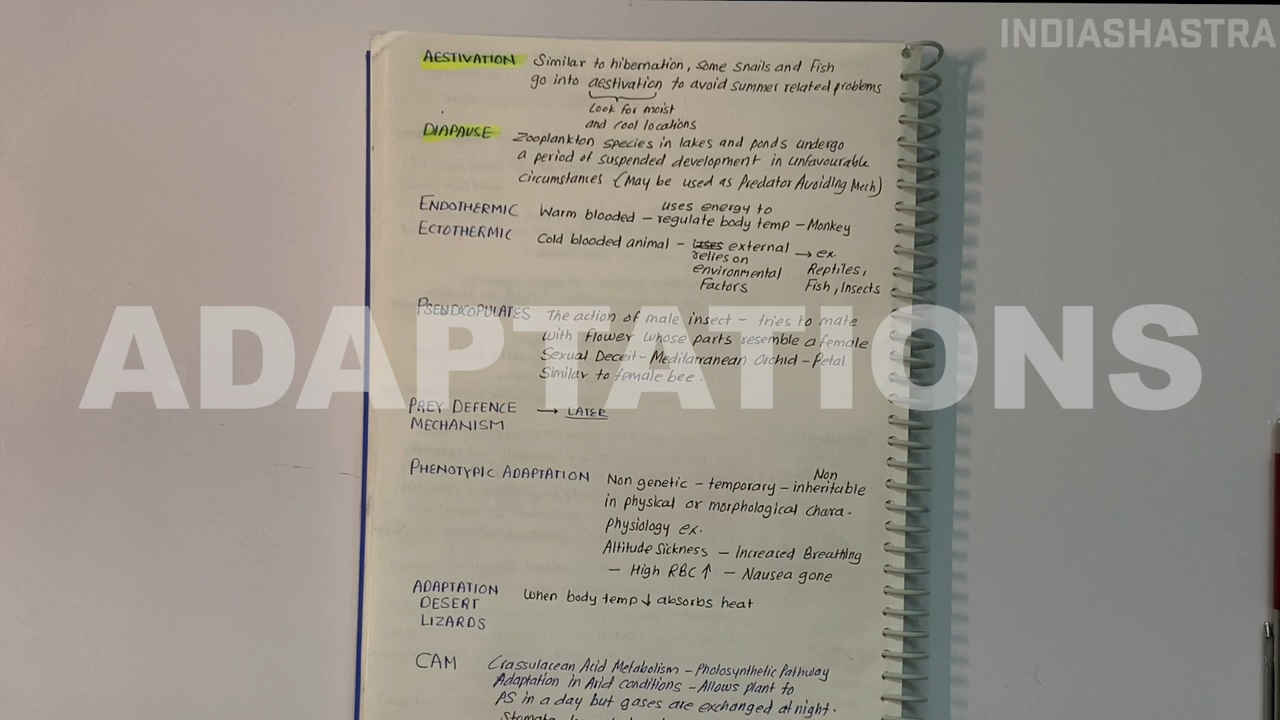 INDIASHASTRA
AESTIVATION Similar to hibernation, some snails and fish
go into aestivation to avoid summer related problems
Look for moist
and cool locations
DIAPAUSE Zooplankton species in lakes and ponds undergo
a period of suspended development in unfavourable
circumstances (May be used as Predator Avoiding Mech)
ENDOTHERMIC Warm blooded – uses energy to
regulate body temp – Monkey
ECTOTHERMIC Cold blooded animal – uses external → ex.
relies on
environmental Reptiles,
Factors Fish, Insects
ADAPTATIONS
PSENDICOPULATES The action of male insect – tries to mate
with flower whose parts resemble a female
Sexual Deceit – Meditarranean Orchid – Petal
Similar to female bee.
PREY DEFENCE → LATER
MECHANISM
PHENOTYPIC ADAPTATION Non genetic – temporary – Non inheritable
in physical or morphological chara.
Physiology ex.
Altitude Sickness – Increased Breathing
– High RBC ↑ – Nausea gone
ADAPTATION When body temp ↓ absorbs heat
DESERT
LIZARDS
CAM Crassulacean Acid Metabolism – Photosynthetic Pathway
Adaptation in Arid conditions – Allows plant to
PS in a day but gases are exchanged at night.